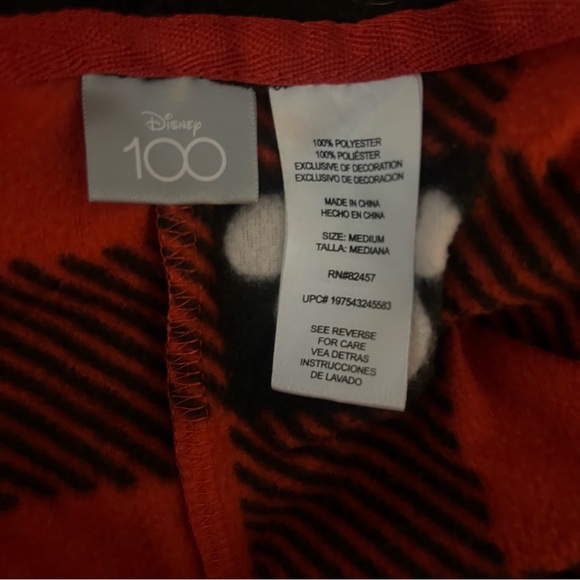 Disney
100
100% POLYESTER
100% POLIÉSTER
EXCLUSIVE OF DECORATION
EXCLUSIVO DE DECORACION
MADE IN CHINA
HECHO EN CHINA
SIZE: MEDIUM
TALLA: MEDIANA
RN#82457
UPC# 197543245583
SEE REVERSE
FOR CARE
VEA DETRAS
INSTRUCCIONES
DE LAVADO